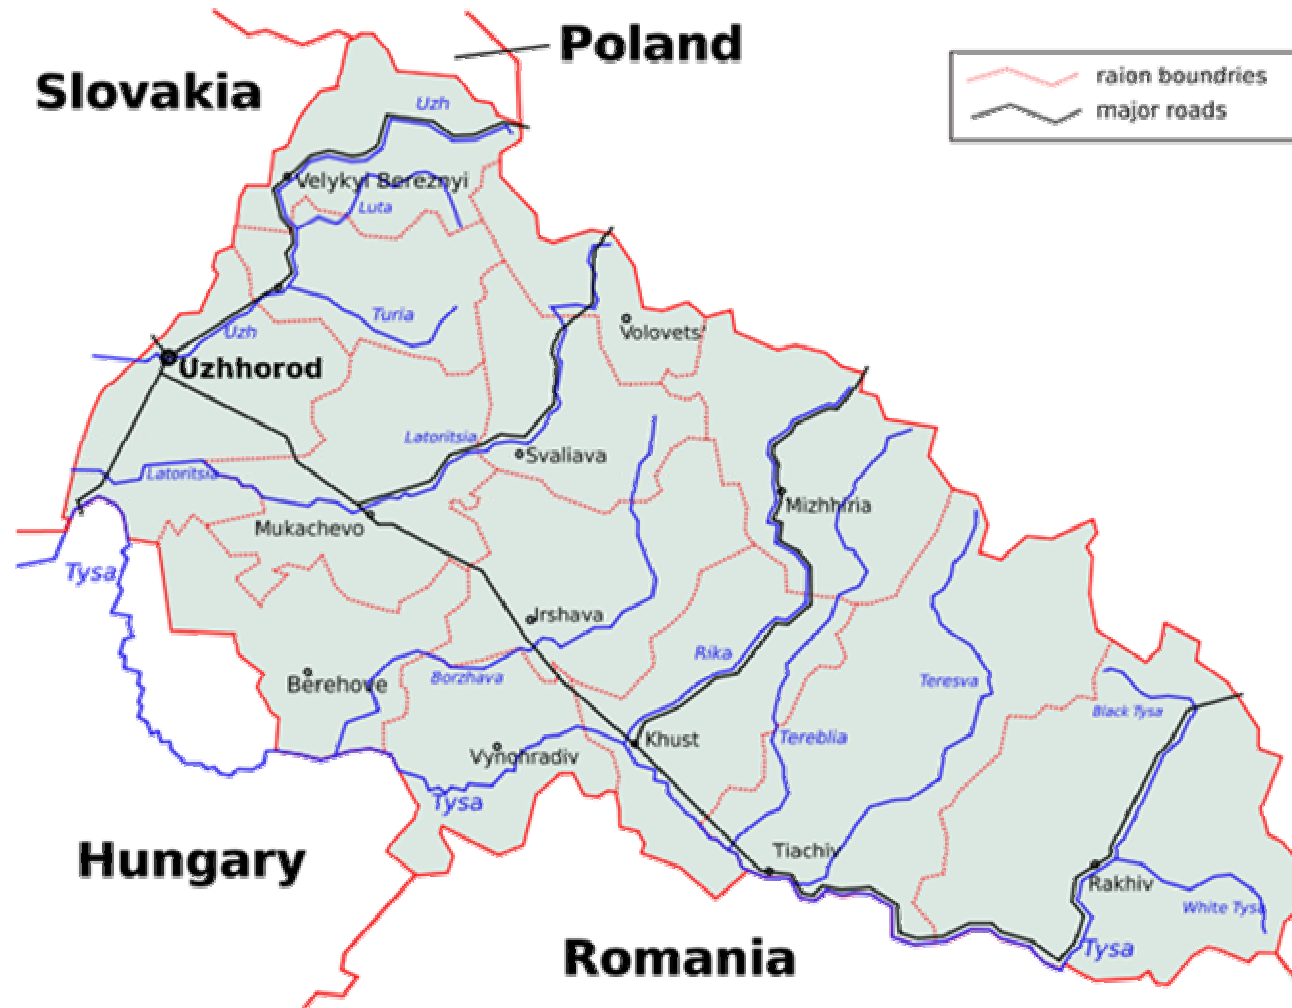 Poland
Slovakia
raion boundries
major roads
Uzh
Velykyi Bereznyi
Luta
Turia
Uzh
Volovets'
Uzhhorod
Latoritsia
Svaliava
Latoritsia
Mizhhiria
Mukachevo
Tysa
Irshava
Rika
Berehove
Borzhava
Teresva
Black Tysa
Khust
Tereblia
Vynohradiv
Tysa
Hungary
Tiachiv
Rakhiv
White Tysa
Tysa
Romania